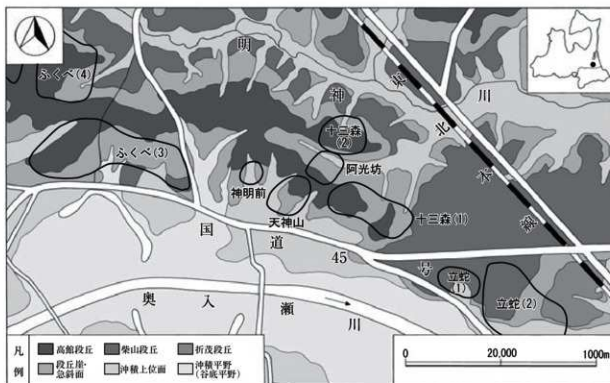 ふくべ(4)
明
神
川
東
北
本
線
十三森
(2)
ふくべ(3)
阿光坊
神明前
天神山
十三森(1)
国
道
45
号
立蛇
(1)
立蛇(2)
奥
入
瀬
川
凡
例
高館段丘
柴山段丘
折茂段丘
段丘崖・
急斜面
沖積上位面
沖積平野
(谷底平野)
0
20,000
1000m